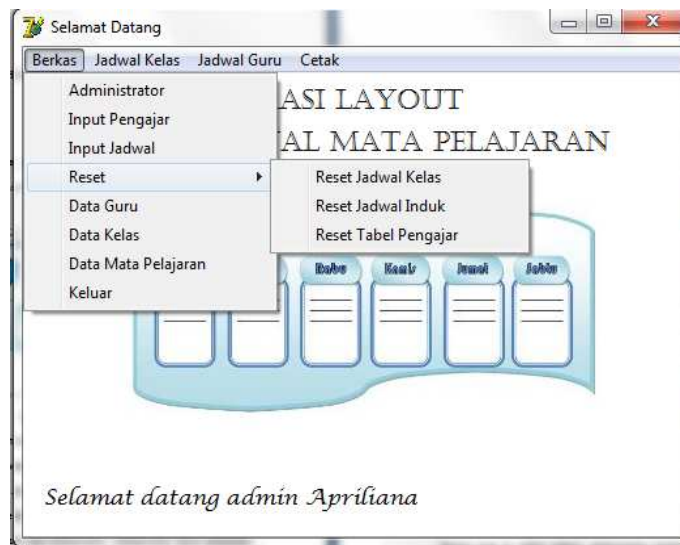 Selamat Datang
Berkas Jadwal Kelas Jadwal Guru Cetak
ASI LAYOUT
AL MATA PELAJARAN
Administrator
Input Pengajar
Input Jadwal
Reset
Data Guru
Data Kelas
Data Mata Pelajaran
Keluar
Reset Jadwal Kelas
Reset Jadwal Induk
Reset Tabel Pengajar
Rabu Kamis Jumat Sabtu
Selamat datang admin Apriliana